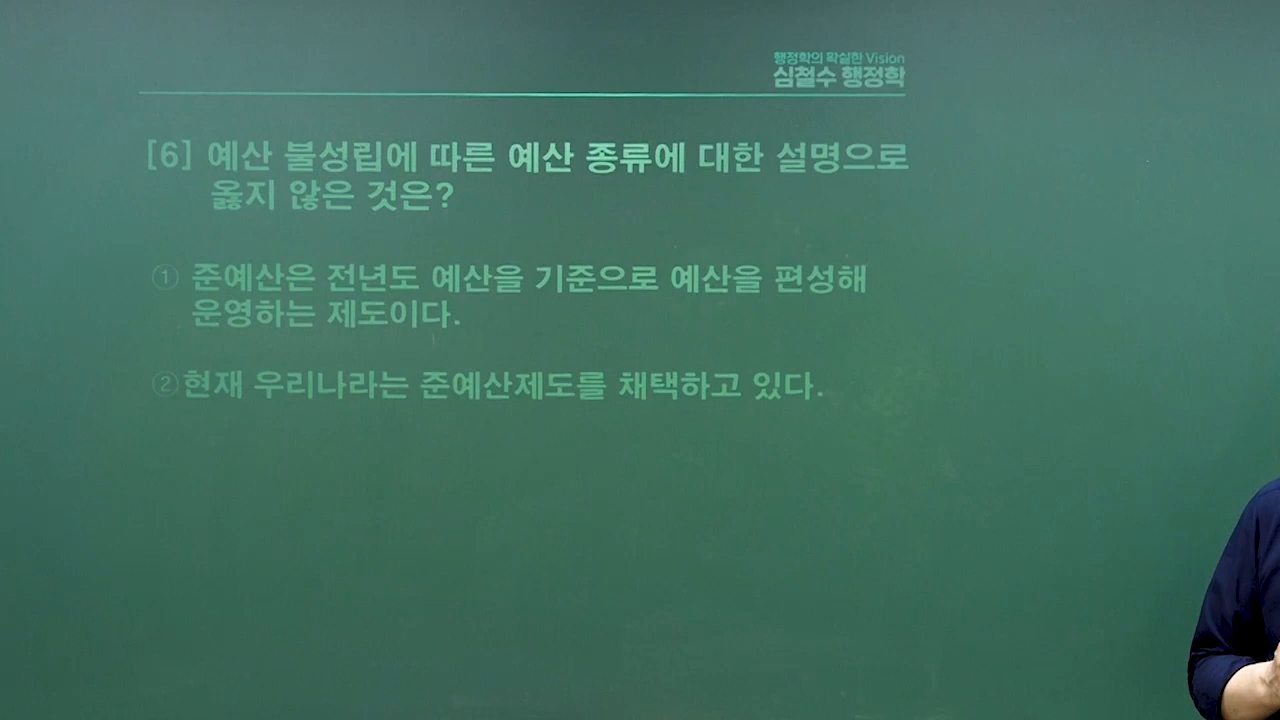 행정학의 확실한 Vision
심철수 행정학
[6] 예산 불성립에 따른 예산 종류에 대한 설명으로
옳지 않은 것은?
① 준예산은 전년도 예산을 기준으로 예산을 편성해
운영하는 제도이다.
②현재 우리나라는 준예산제도를 채택하고 있다.